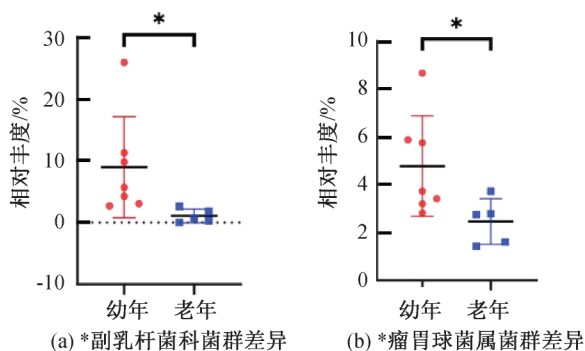 *
30
20
10
0
-10
相对丰度/%
幼年 老年
(a) *副乳杆菌科菌群差异
*
10
8
6
4
2
0
相对丰度/%
幼年 老年
(b) *瘤胃球菌属菌群差异